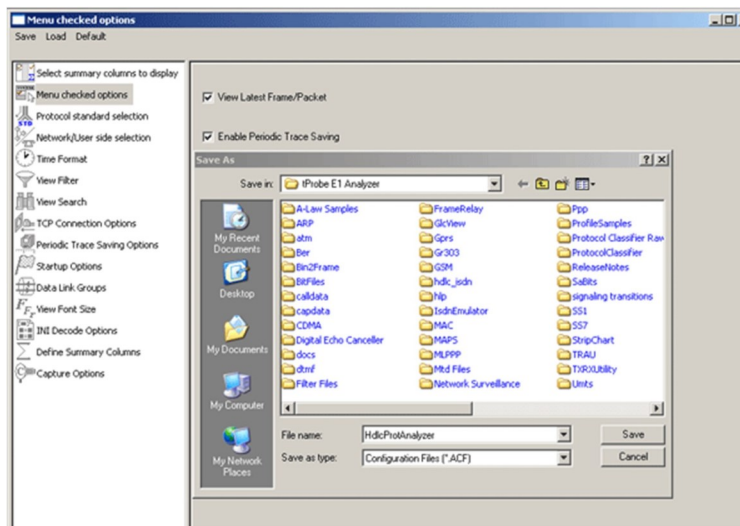 Menu checked options
Save Load Default
Select summary columns to display
Menu checked options
Protocol standard selection
Network/User side selection
Time Format
View Filter
View Search
TCP Connection Options
Periodic Trace Saving Options
Startup Options
Data Link Groups
View Font Size
INI Decode Options
Define Summary Columns
Capture Options
View Latest Frame/Packet
Enable Periodic Trace Saving
Save As
Save in: tProbe E1 Analyzer
My Recent Documents
Desktop
My Documents
My Computer
My Network Places
A-Law Samples
ARP
atm
Ber
Bin2Frame
BitFiles
calldata
capdata
CDMA
Digital Echo Canceller
docs
dtmf
Filter Files
FrameRelay
GlcView
Gprs
Gr303
GSM
hdlc_isdn
hlp
IsdnEmulator
MAC
MAPS
MLPPP
Mtd Files
Network Surveillance
Ppp
ProfileSamples
Protocol Classifier Raw
ProtocolClassifier
ReleaseNotes
SaBits
signaling transitions
SS1
SS7
StripChart
TRAU
TXRXUtility
Umts
File name: HdlcProtAnalyzer
Save
Save as type: Configuration Files (*.ACF)
Cancel